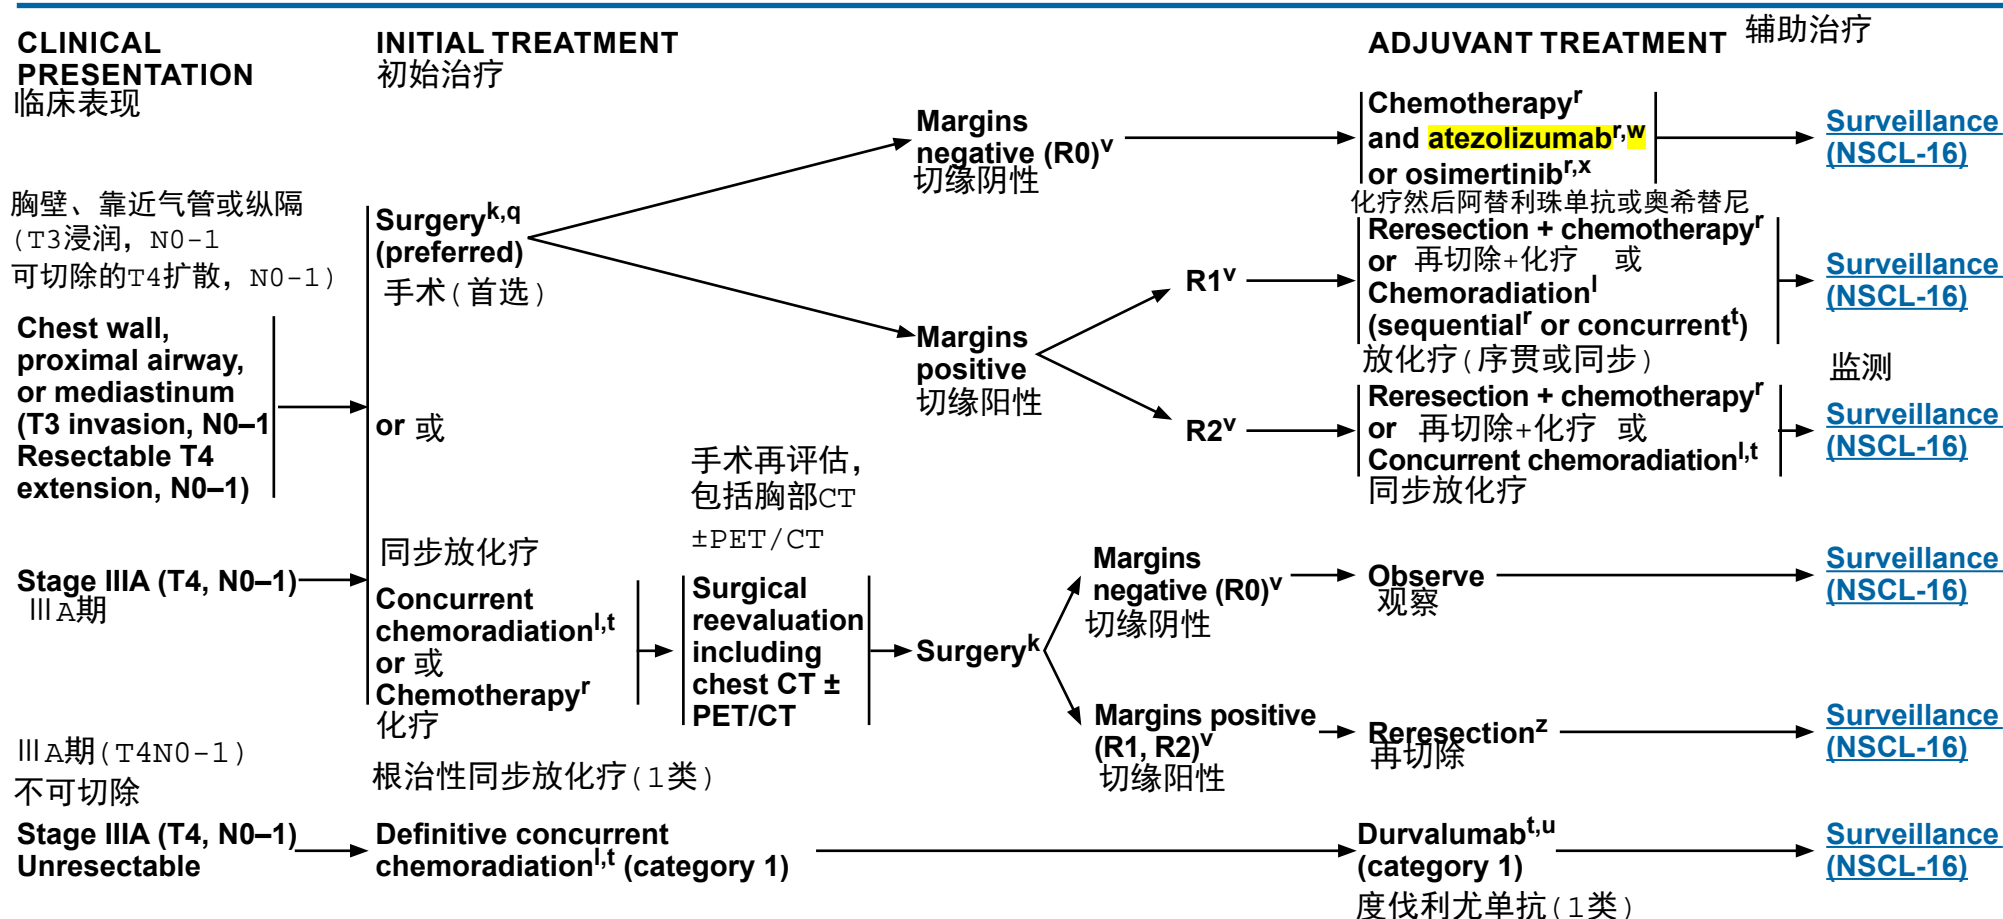 CLINICAL
PRESENTATION
临床表现
INITIAL TREATMENT
初始治疗
ADJUVANT TREATMENT 辅助治疗
胸壁、靠近气管或纵隔
(T3浸润, N0-1
可切除的T4扩散, N0-1)
Chest wall,
proximal airway,
or mediastinum
(T3 invasion, N0–1
Resectable T4
extension, N0–1)
Stage IIIA (T4, N0–1)
ⅢA期
Surgeryk,q
(preferred)
手术(首选)
or 或
同步放化疗
Concurrent
chemoradiationl,t
or 或
Chemotherapyr
化疗
手术再评估，
包括胸部CT
±PET/CT
Surgical
reevaluation
including
chest CT ±
PET/CT
Surgeryk
Margins
negative (R0)v
切缘阴性
Chemotherapyr
and atezolizumabr,w
or osimertinibr,x
化疗然后阿替利珠单抗或奥希替尼
Surveillance
(NSCL-16)
Margins
positive
切缘阳性
R1v
Reresection + chemotherapyr
or 再切除+化疗 或
Chemoradiationl
(sequentialr or concurrentt)
放化疗(序贯或同步)
Surveillance
(NSCL-16)
监测
R2v
Reresection + chemotherapyr
or 再切除+化疗 或
Concurrent chemoradiationl,t
同步放化疗
Surveillance
(NSCL-16)
Margins
negative (R0)v
切缘阴性
Observe
观察
Surveillance
(NSCL-16)
Margins positive
(R1, R2)v
切缘阳性
Reresectionz
再切除
Surveillance
(NSCL-16)
ⅢA期(T4N0-1)
不可切除
Stage IIIA (T4, N0–1)
Unresectable
根治性同步放化疗(1类)
Definitive concurrent
chemoradiationl,t (category 1)
Durvalumabt,u
(category 1)
度伐利尤单抗(1类)
Surveillance
(NSCL-16)